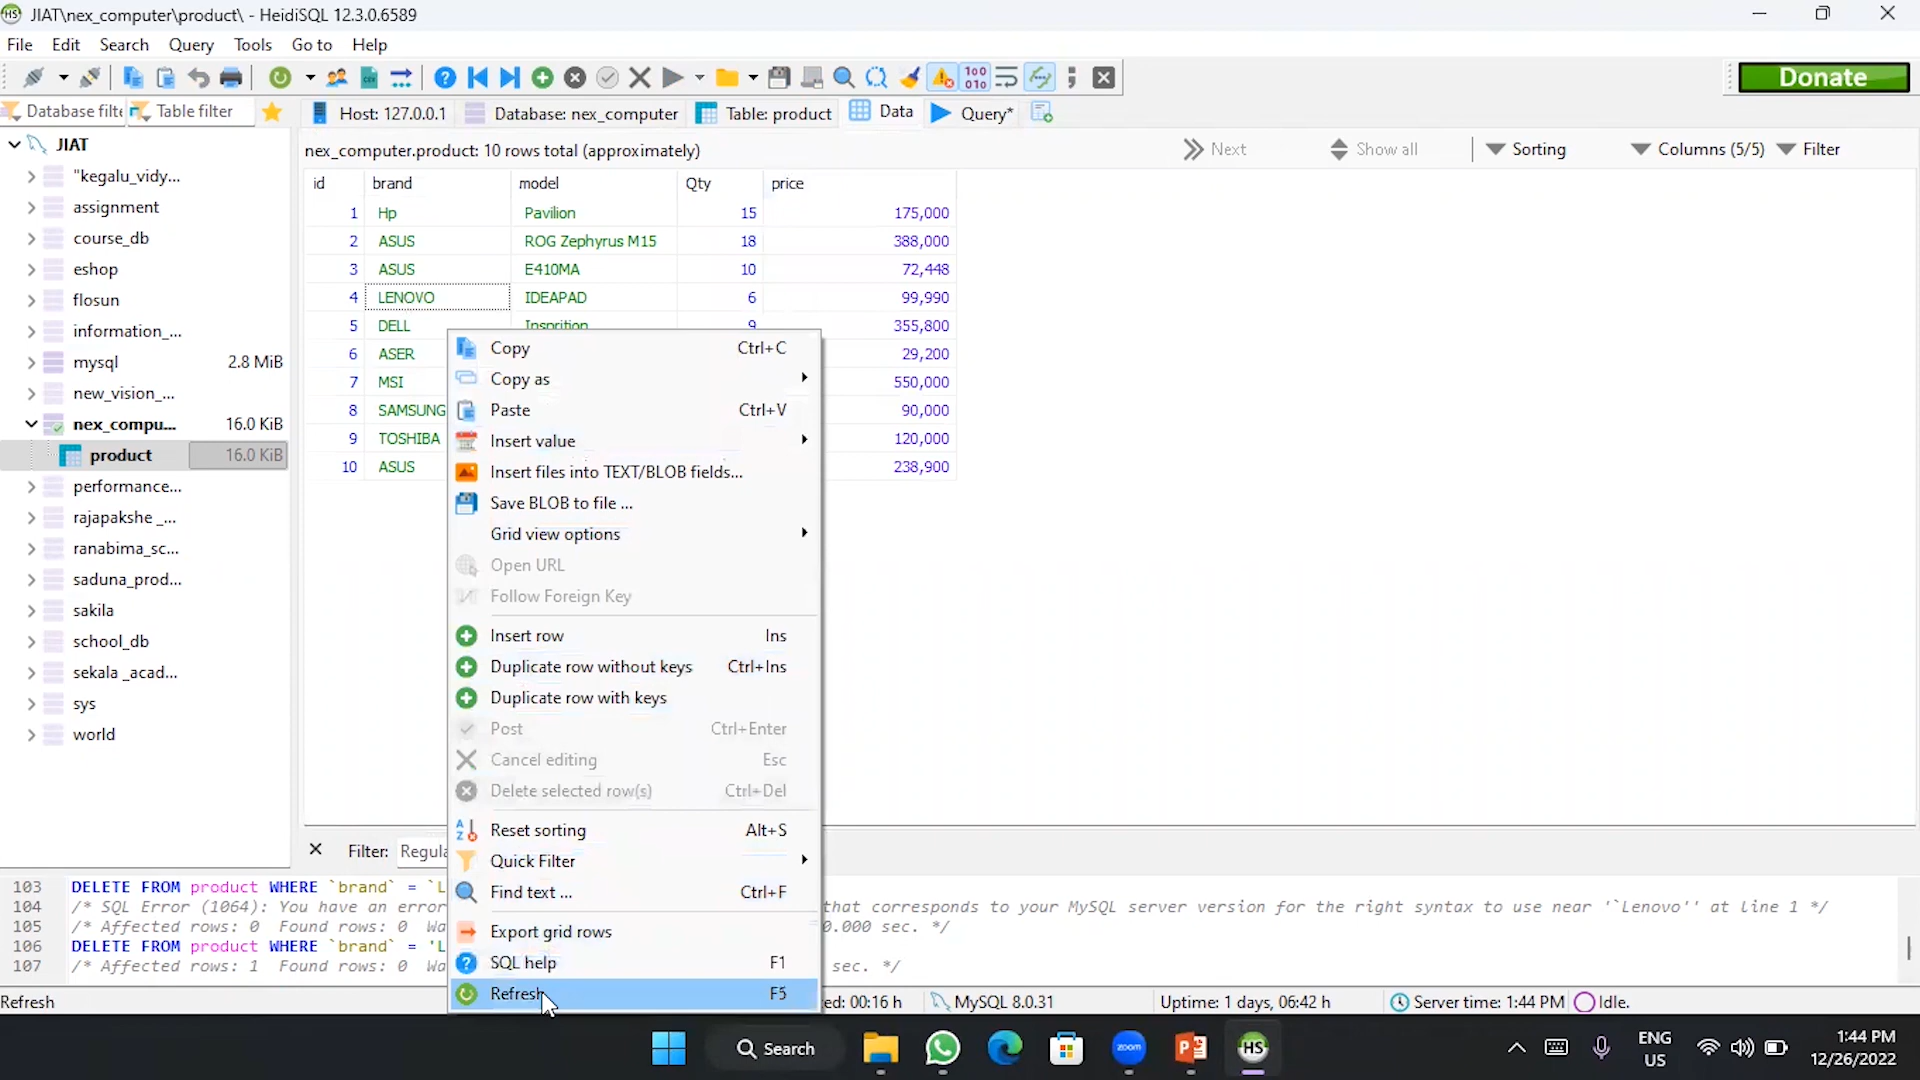 JIAT\nex_computer\product\ - HeidiSQL 12.3.0.6589
File Edit Search Query Tools Go to Help
Donate
Database filte Table filter Host: 127.0.0.1 Database: nex_computer Table: product Data Query*
JIAT
"kegalu_vidy...
assignment
course_db
eshop
flosun
information_...
mysql 2.8 MiB
new_vision_...
nex_compu... 16.0 KiB
product 16.0 KiB
performance...
rajapakshe _...
ranabima_sc...
saduna_prod...
sakila
school_db
sekala _acad...
sys
world
nex_computer.product: 10 rows total (approximately) Next Show all Sorting Columns (5/5) Filter
id brand model Qty price
1 Hp Pavilion 15 175,000
2 ASUS ROG Zephyrus M15 18 388,000
3 ASUS E410MA 10 72,448
4 LENOVO IDEAPAD 6 99,990
5 DELL Insprition 9 355,800
6 ASER 29,200
7 MSI 550,000
8 SAMSUNG 90,000
9 TOSHIBA 120,000
10 ASUS 238,900
Copy Ctrl+C
Copy as
Paste Ctrl+V
Insert value
Insert files into TEXT/BLOB fields...
Save BLOB to file ...
Grid view options
Open URL
Follow Foreign Key
Insert row Ins
Duplicate row without keys Ctrl+Ins
Duplicate row with keys
Post Ctrl+Enter
Cancel editing Esc
Delete selected row(s) Ctrl+Del
Reset sorting Alt+S
Quick Filter
Find text ... Ctrl+F
Export grid rows
SQL help F1
Refresh F5
Filter: Regula
103 DELETE FROM product WHERE `brand` = `L
104 /* SQL Error (1064): You have an error that corresponds to your MySQL server version for the right syntax to use near '`Lenovo'' at line 1 */
105 /* Affected rows: 0 Found rows: 0 Wa 0.000 sec. */
106 DELETE FROM product WHERE `brand` = 'L
107 /* Affected rows: 1 Found rows: 0 Wa sec. */
Refresh ed: 00:16 h MySQL 8.0.31 Uptime: 1 days, 06:42 h Server time: 1:44 PM Idle.
Search zoom HS ENG US 1:44 PM 12/26/2022